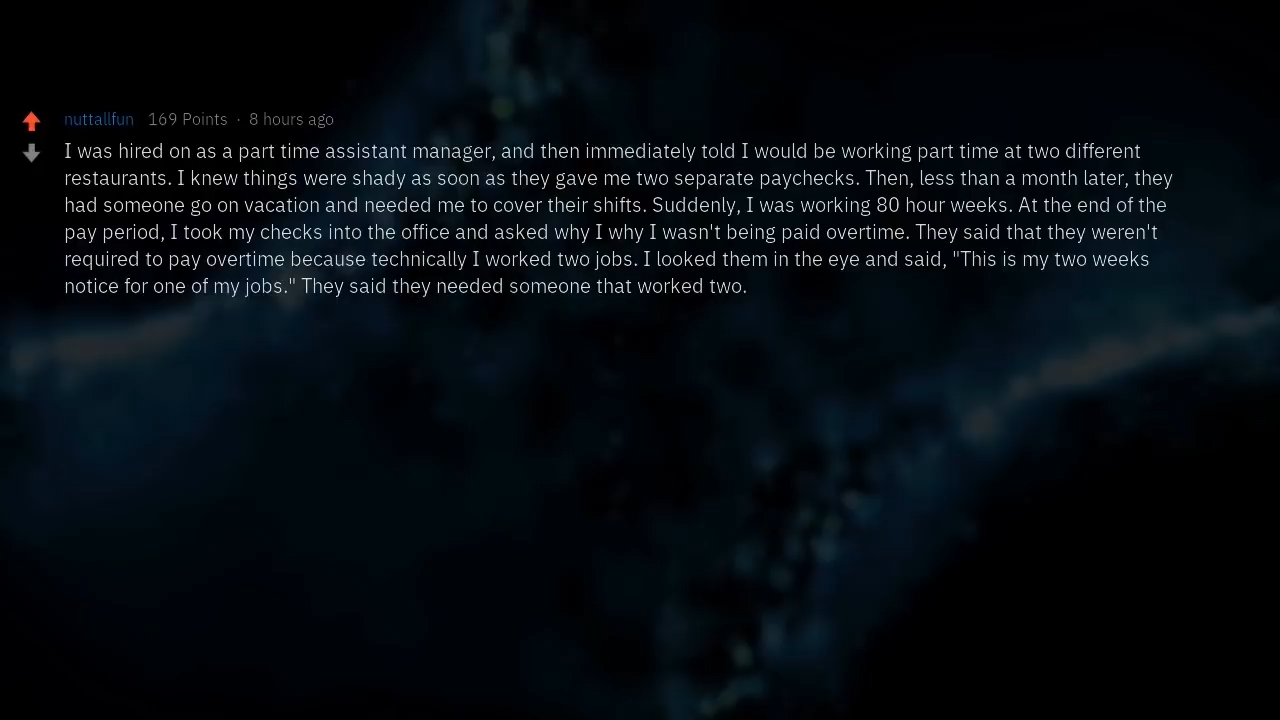 nuttallfun 169 Points · 8 hours ago
I was hired on as a part time assistant manager, and then immediately told I would be working part time at two different
restaurants. I knew things were shady as soon as they gave me two separate paychecks. Then, less than a month later, they
had someone go on vacation and needed me to cover their shifts. Suddenly, I was working 80 hour weeks. At the end of the
pay period, I took my checks into the office and asked why I why I wasn't being paid overtime. They said that they weren't
required to pay overtime because technically I worked two jobs. I looked them in the eye and said, "This is my two weeks
notice for one of my jobs." They said they needed someone that worked two.